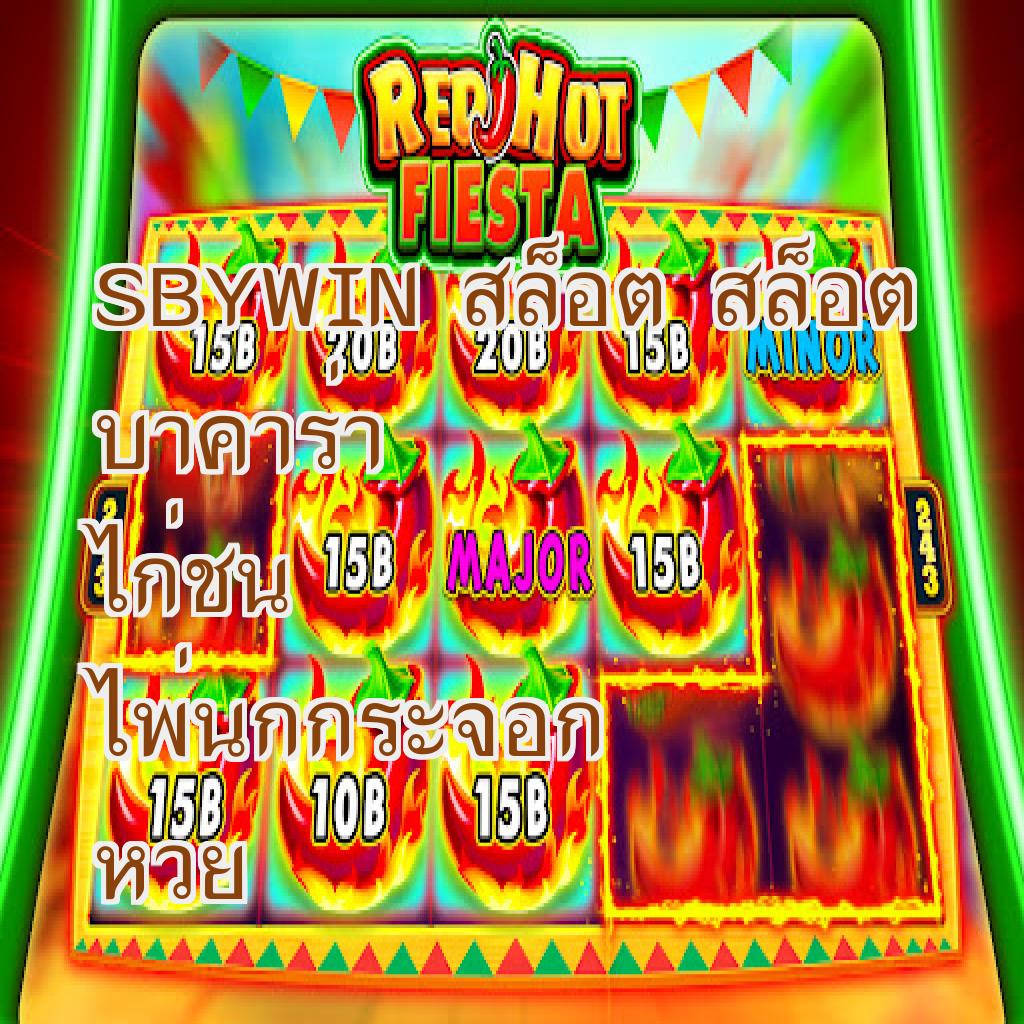 RED HOT
FIESTA
SBYWIN สล็อต สล็อต
15B 20B 20B 15B MINOR
บาคาร่า
ไก่ชน
15B MAJOR 15B
243
ไพ่นกกระจอก
15B 10B 15B
หวย